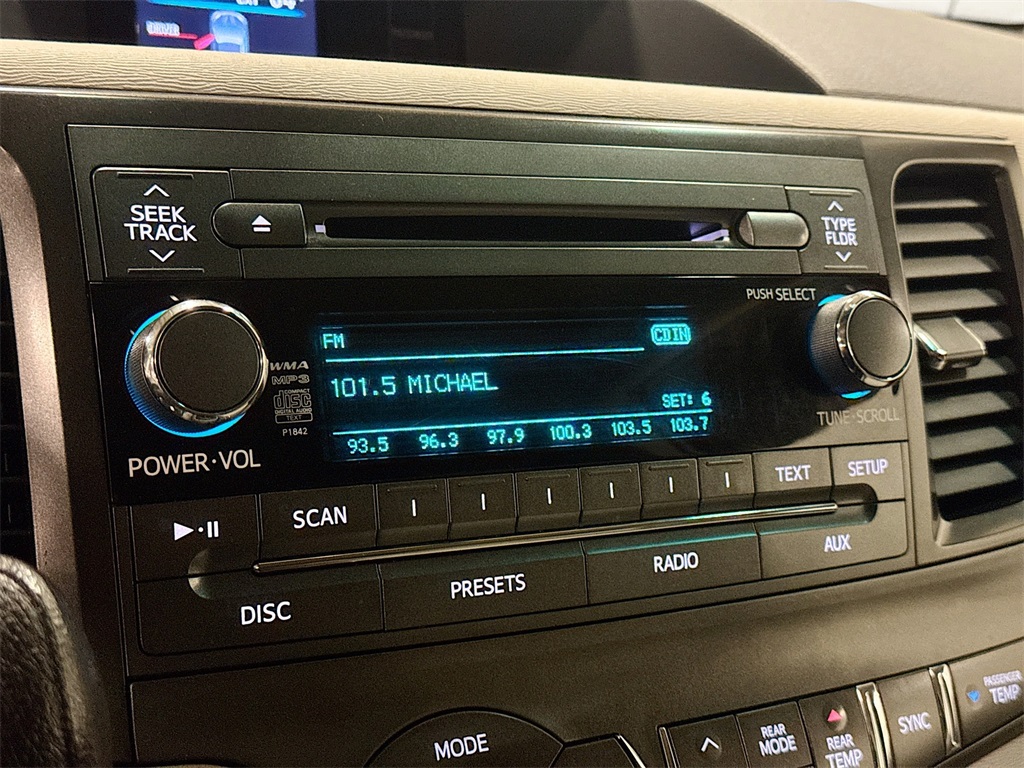 SEEK
TRACK
TYPE
FLDR
PUSH SELECT
FM
CD IN
WMA
MP3
COMPACT
disc
DIGITAL AUDIO
TEXT
P1842
101.5 MICHAEL
SET: 6
93.5 96.3 97.9 100.3 103.5 103.7
TUNE·SCROLL
POWER·VOL
SCAN
TEXT
SETUP
DISC
PRESETS
RADIO
AUX
MODE
REAR
MODE
REAR
TEMP
SYNC
PASSENGER
TEMP